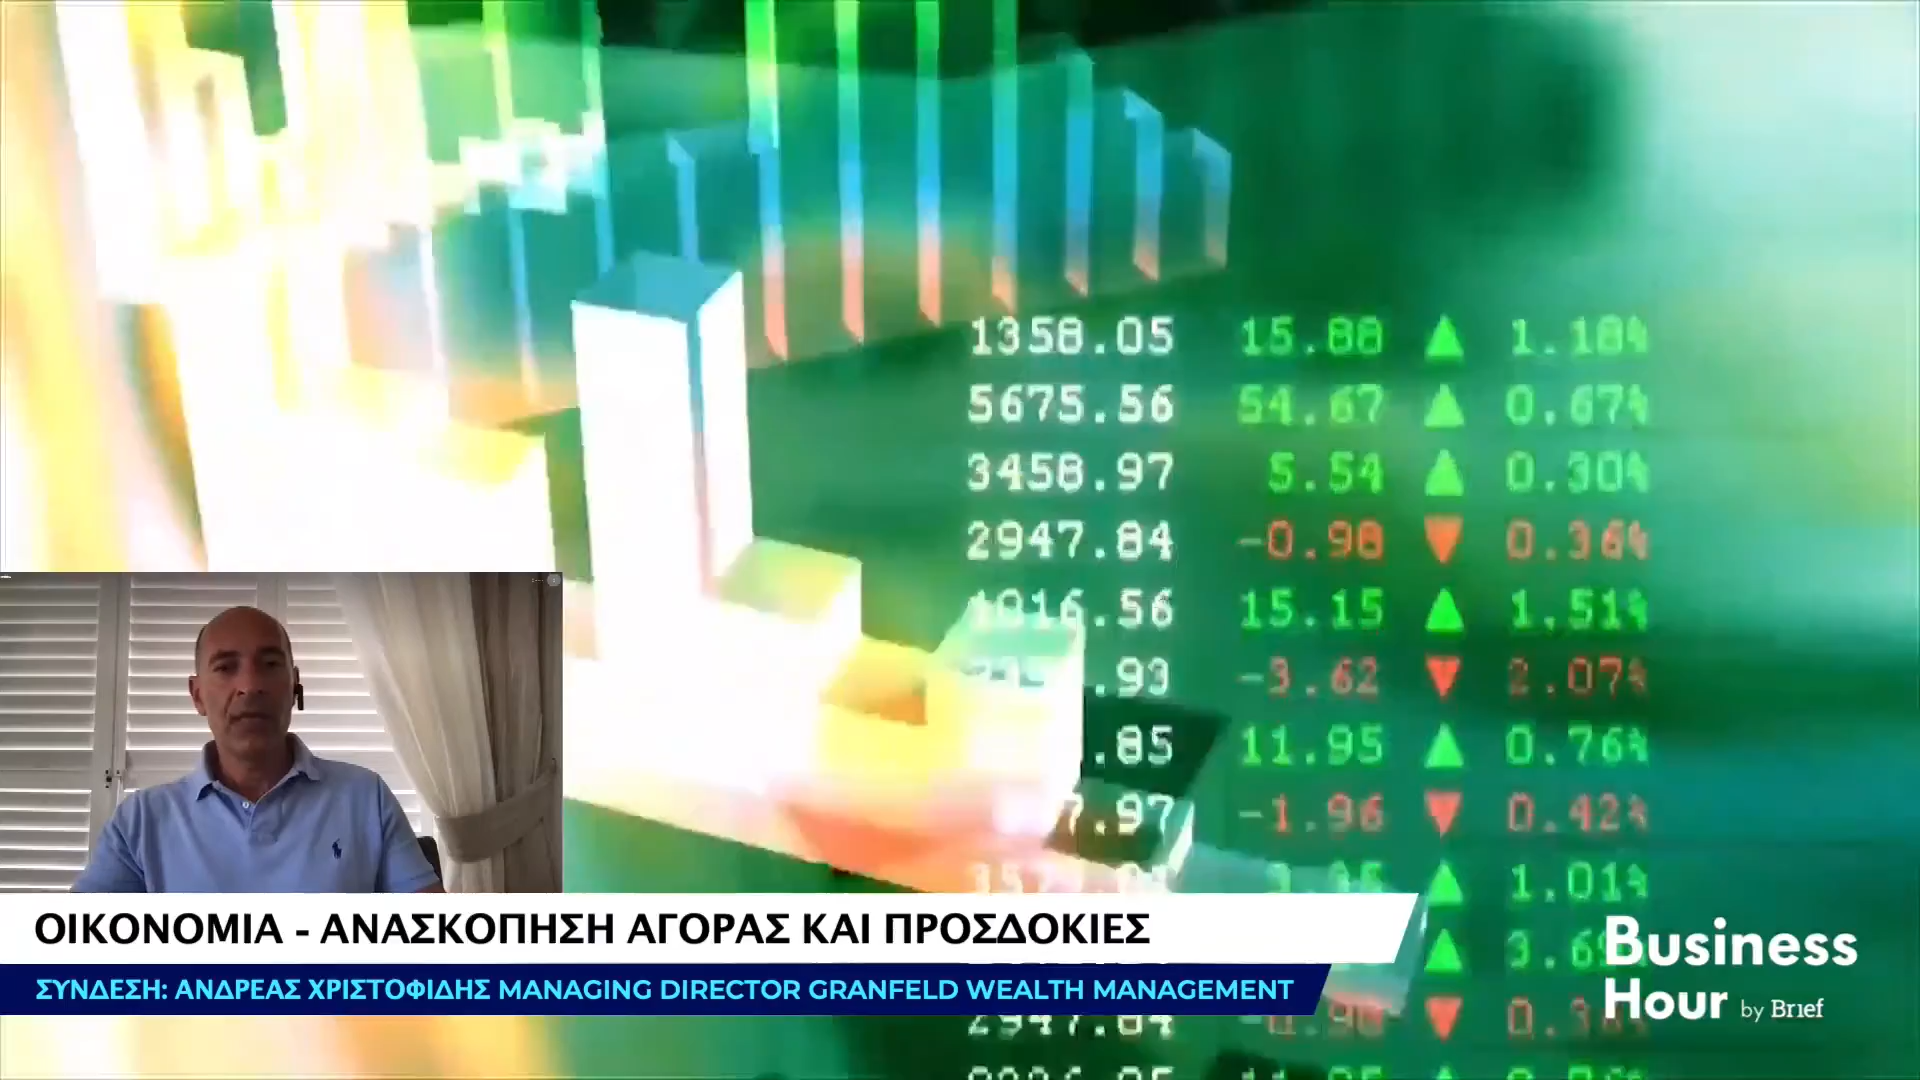 1358.05 15.88 ▲ 1.18%
5675.56 54.67 ▲ 0.67%
3458.97 5.54 ▲ 0.30%
2947.84 -0.98 ▼ 0.36%
1016.56 15.15 ▲ 1.51%
.93 -3.62 ▼ 2.07%
.85 11.95 ▲ 0.76%
7.97 -1.96 ▼ 0.42%
▲ 1.01%
ΟΙΚΟΝΟΜΙΑ - ΑΝΑΣΚΟΠΗΣΗ ΑΓΟΡΑΣ ΚΑΙ ΠΡΟΣΔΟΚΙΕΣ
ΣΥΝΔΕΣΗ: ΑΝΔΡΕΑΣ ΧΡΙΣΤΟΦΙΔΗΣ MANAGING DIRECTOR GRANFELD WEALTH MANAGEMENT
Business
Hour by Brief